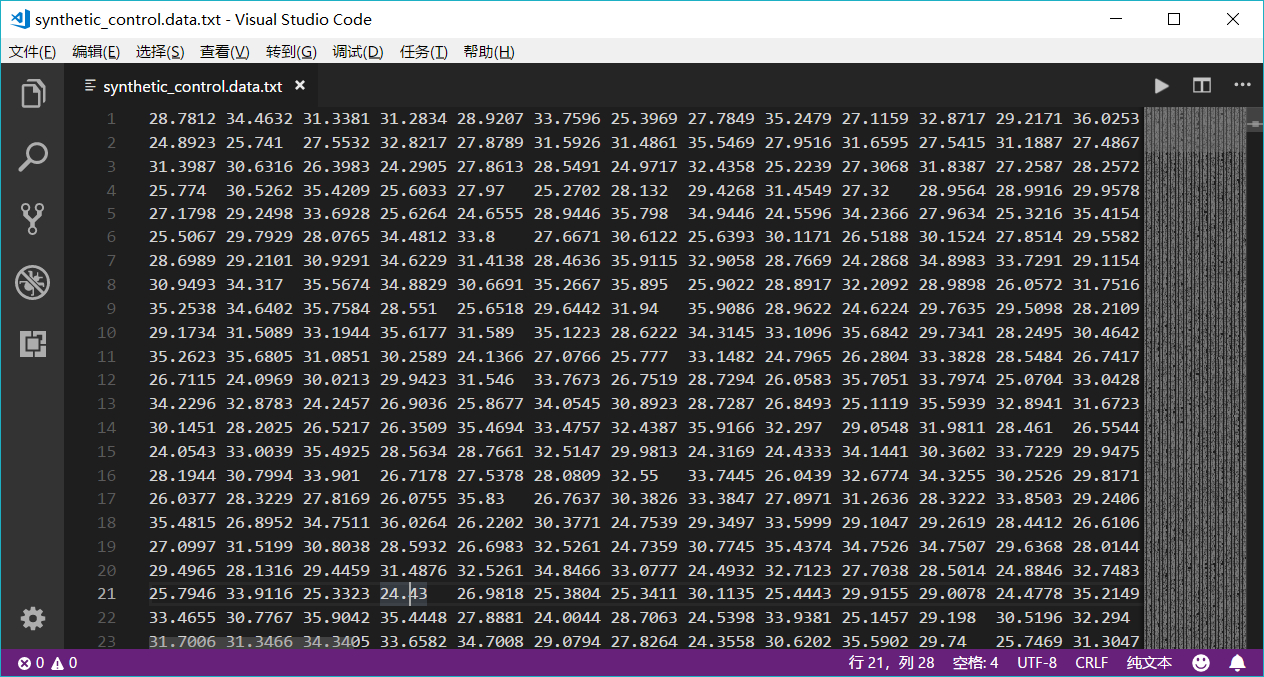 synthetic_control.data.txt - Visual Studio Code
文件(F) 编辑(E) 选择(S) 查看(V) 转到(G) 调试(D) 任务(T) 帮助(H)
synthetic_control.data.txt
1 28.7812 34.4632 31.3381 31.2834 28.9207 33.7596 25.3969 27.7849 35.2479 27.1159 32.8717 29.2171 36.0253
2 24.8923 25.741 27.5532 32.8217 27.8789 31.5926 31.4861 35.5469 27.9516 31.6595 27.5415 31.1887 27.4867
3 31.3987 30.6316 26.3983 24.2905 27.8613 28.5491 24.9717 32.4358 25.2239 27.3068 31.8387 27.2587 28.2572
4 25.774 30.5262 35.4209 25.6033 27.97 25.2702 28.132 29.4268 31.4549 27.32 28.9564 28.9916 29.9578
5 27.1798 29.2498 33.6928 25.6264 24.6555 28.9446 35.798 34.9446 24.5596 34.2366 27.9634 25.3216 35.4154
6 25.5067 29.7929 28.0765 34.4812 33.8 27.6671 30.6122 25.6393 30.1171 26.5188 30.1524 27.8514 29.5582
7 28.6989 29.2101 30.9291 34.6229 31.4138 28.4636 35.9115 32.9058 28.7669 24.2868 34.8983 33.7291 29.1154
8 30.9493 34.317 35.5674 34.8829 30.6691 35.2667 35.895 25.9022 28.8917 32.2092 28.9898 26.0572 31.7516
9 35.2538 34.6402 35.7584 28.551 25.6518 29.6442 31.94 35.9086 28.9622 24.6224 29.7635 29.5098 28.2109
10 29.1734 31.5089 33.1944 35.6177 31.589 35.1223 28.6222 34.3145 33.1096 35.6842 29.7341 28.2495 30.4642
11 35.2623 35.6805 31.0851 30.2589 24.1366 27.0766 25.777 33.1482 24.7965 26.2804 33.3828 28.5484 26.7417
12 26.7115 24.0969 30.0213 29.9423 31.546 33.7673 26.7519 28.7294 26.0583 35.7051 33.7974 25.0704 33.0428
13 34.2296 32.8783 24.2457 26.9036 25.8677 34.0545 30.8923 28.7287 26.8493 25.1119 35.5939 32.8941 31.6723
14 30.1451 28.2025 26.5217 26.3509 35.4694 33.4757 32.4387 35.9166 32.297 29.0548 31.9811 28.461 26.5544
15 24.0543 33.0039 35.4925 28.5634 28.7661 32.5147 29.9813 24.3169 24.4333 34.1441 30.3602 33.7229 29.9475
16 28.1944 30.7994 33.901 26.7178 27.5378 28.0809 32.55 33.7445 26.0439 32.6774 34.3255 30.2526 29.8171
17 26.0377 28.3229 27.8169 26.0755 35.83 26.7637 30.3826 33.3847 27.0971 31.2636 28.3222 33.8503 29.2406
18 35.4815 26.8952 34.7511 36.0264 26.2202 30.3771 24.7539 29.3497 33.5999 29.1047 29.2619 28.4412 26.6106
19 27.0997 31.5199 30.8038 28.5932 26.6983 32.5261 24.7359 30.7745 35.4374 34.7526 34.7507 29.6368 28.0144
20 29.4965 28.1316 29.4459 31.4876 32.5261 34.8466 33.0777 24.4932 32.7123 27.7038 28.5014 24.8846 32.7483
21 25.7946 33.9116 25.3323 24.43 26.9818 25.3804 25.3411 30.1135 25.4443 29.9155 29.0078 24.4778 35.2149
22 33.4655 30.7767 35.9042 35.4448 27.8881 24.0044 28.7063 24.5398 33.9381 25.1457 29.198 30.5196 32.294
23 31.7006 31.3466 34.3405 33.6582 34.7008 29.0794 27.8264 24.3558 30.6202 35.5902 29.74 25.7469 31.3047
0 0 行 21，列 28 空格: 4 UTF-8 CRLF 纯文本